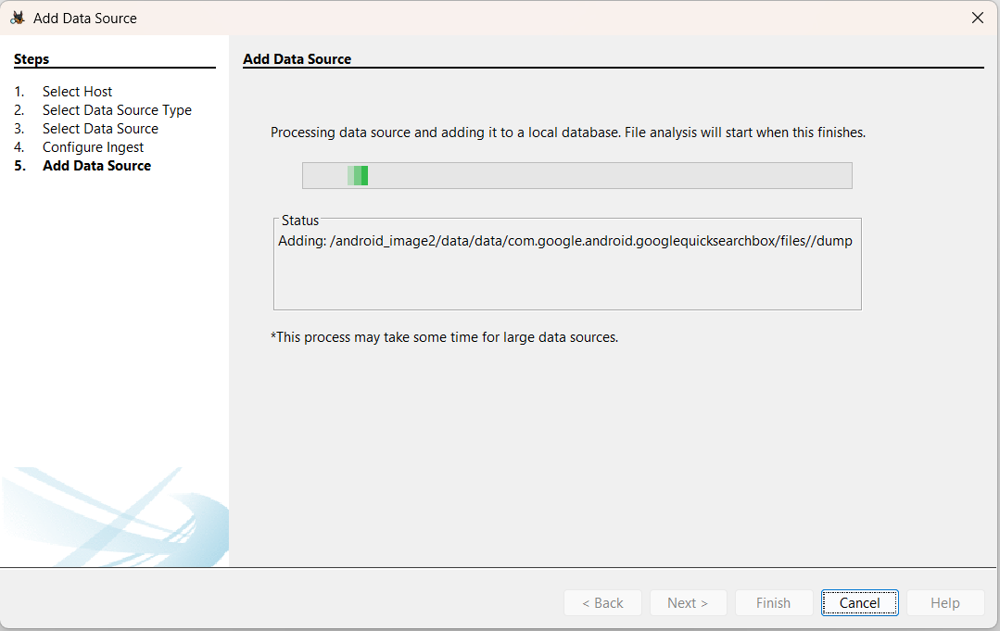 Add Data Source
Steps
1. Select Host
2. Select Data Source Type
3. Select Data Source
4. Configure Ingest
5. Add Data Source
Add Data Source
Processing data source and adding it to a local database. File analysis will start when this finishes.
Status
Adding: /android_image2/data/data/com.google.android.googlequicksearchbox/files//dump
*This process may take some time for large data sources.
< Back
Next >
Finish
Cancel
Help